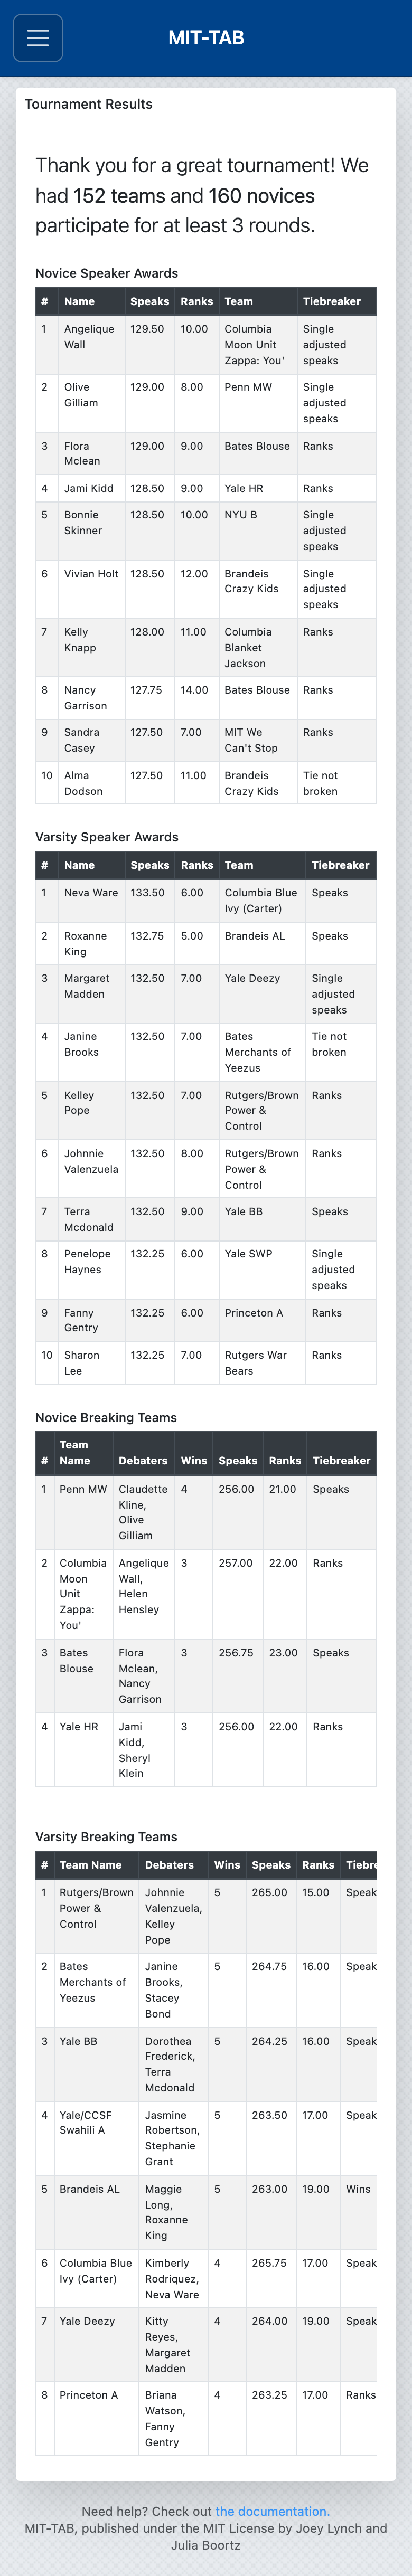 MIT-TAB
Tournament Results
Thank you for a great tournament! We
had 152 teams and 160 novices
participate for at least 3 rounds.
Novice Speaker Awards
# Name Speaks Ranks Team Tiebreaker
1 Angelique 129.50 10.00 Columbia Single
Wall Moon Unit adjusted
Zappa: You' speaks
2 Olive 129.00 8.00 Penn MW Single
Gilliam adjusted
speaks
3 Flora 129.00 9.00 Bates Blouse Ranks
Mclean
4 Jami Kidd 128.50 9.00 Yale HR Ranks
5 Bonnie 128.50 10.00 NYU B Single
Skinner adjusted
speaks
6 Vivian Holt 128.50 12.00 Brandeis Single
Crazy Kids adjusted
speaks
7 Kelly 128.00 11.00 Columbia Ranks
Knapp Blanket
Jackson
8 Nancy 127.75 14.00 Bates Blouse Ranks
Garrison
9 Sandra 127.50 7.00 MIT We Ranks
Casey Can't Stop
10 Alma 127.50 11.00 Brandeis Tie not
Dodson Crazy Kids broken
Varsity Speaker Awards
# Name Speaks Ranks Team Tiebreaker
1 Neva Ware 133.50 6.00 Columbia Blue Speaks
Ivy (Carter)
2 Roxanne 132.75 5.00 Brandeis AL Speaks
King
3 Margaret 132.50 7.00 Yale Deezy Single
Madden adjusted
speaks
4 Janine 132.50 7.00 Bates Tie not
Brooks Merchants of broken
Yeezus
5 Kelley 132.50 7.00 Rutgers/Brown Ranks
Pope Power &
Control
6 Johnnie 132.50 8.00 Rutgers/Brown Ranks
Valenzuela Power &
Control
7 Terra 132.50 9.00 Yale BB Speaks
Mcdonald
8 Penelope 132.25 6.00 Yale SWP Single
Haynes adjusted
speaks
9 Fanny 132.25 6.00 Princeton A Ranks
Gentry
10 Sharon 132.25 7.00 Rutgers War Ranks
Lee Bears
Novice Breaking Teams
Team
# Name Debaters Wins Speaks Ranks Tiebreaker
1 Penn MW Claudette 4 256.00 21.00 Speaks
Kline,
Olive
Gilliam
2 Columbia Angelique 3 257.00 22.00 Ranks
Moon Wall,
Unit Helen
Zappa: Hensley
You'
3 Bates Flora 3 256.75 23.00 Speaks
Blouse Mclean,
Nancy
Garrison
4 Yale HR Jami 3 256.00 22.00 Ranks
Kidd,
Sheryl
Klein
Varsity Breaking Teams
# Team Name Debaters Wins Speaks Ranks Tiebre
1 Rutgers/Brown Johnnie 5 265.00 15.00 Speak
Power & Valenzuela,
Control Kelley
Pope
2 Bates Janine 5 264.75 16.00 Speak
Merchants of Brooks,
Yeezus Stacey
Bond
3 Yale BB Dorothea 5 264.25 16.00 Speak
Frederick,
Terra
Mcdonald
4 Yale/CCSF Jasmine 5 263.50 17.00 Speak
Swahili A Robertson,
Stephanie
Grant
5 Brandeis AL Maggie 5 263.00 19.00 Wins
Long,
Roxanne
King
6 Columbia Blue Kimberly 4 265.75 17.00 Speak
Ivy (Carter) Rodriquez,
Neva Ware
7 Yale Deezy Kitty 4 264.00 19.00 Speak
Reyes,
Margaret
Madden
8 Princeton A Briana 4 263.25 17.00 Ranks
Watson,
Fanny
Gentry
Need help? Check out the documentation.
MIT-TAB, published under the MIT License by Joey Lynch and
Julia Boortz